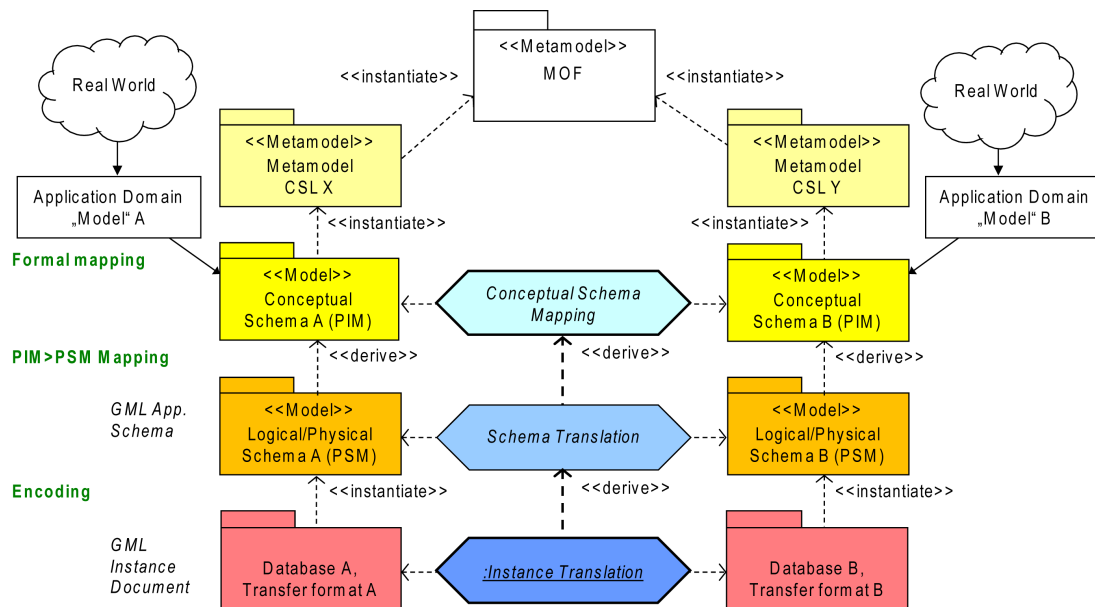 <<Metamodel>>
MOF
<<instantiate>>
<<instantiate>>
Real World
Real World
<<Metamodel>>
Metamodel
CSL X
<<Metamodel>>
Metamodel
CSL Y
Application Domain
„Model“ A
Application Domain
„Model“ B
<<instantiate>>
<<instantiate>>
Formal mapping
<<Model>>
Conceptual
Schema A (PIM)
Conceptual Schema
Mapping
<<Model>>
Conceptual
Schema B (PIM)
PIM>PSM Mapping
<<derive>>
<<derive>>
<<derive>>
GML App.
Schema
<<Model>>
Logical/Physical
Schema A (PSM)
Schema Translation
<<Model>>
Logical/Physical
Schema B (PSM)
Encoding
<<instantiate>>
<<derive>>
<<instantiate>>
GML
Instance
Document
Database A,
Transfer format A
:Instance Translation
Database B,
Transfer format B